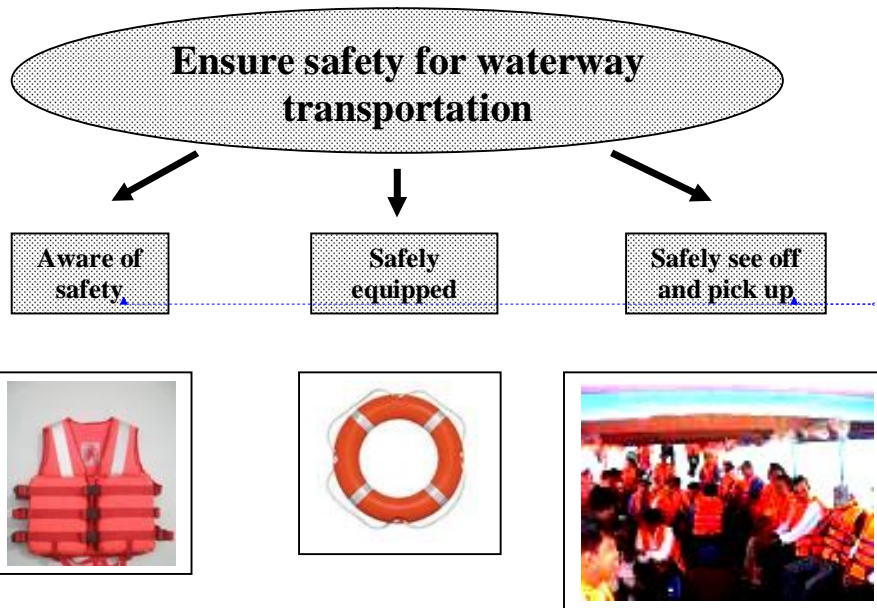 Ensure safety for waterway
transportation
Aware of
safety
Safely
equipped
Safely see off
and pick up